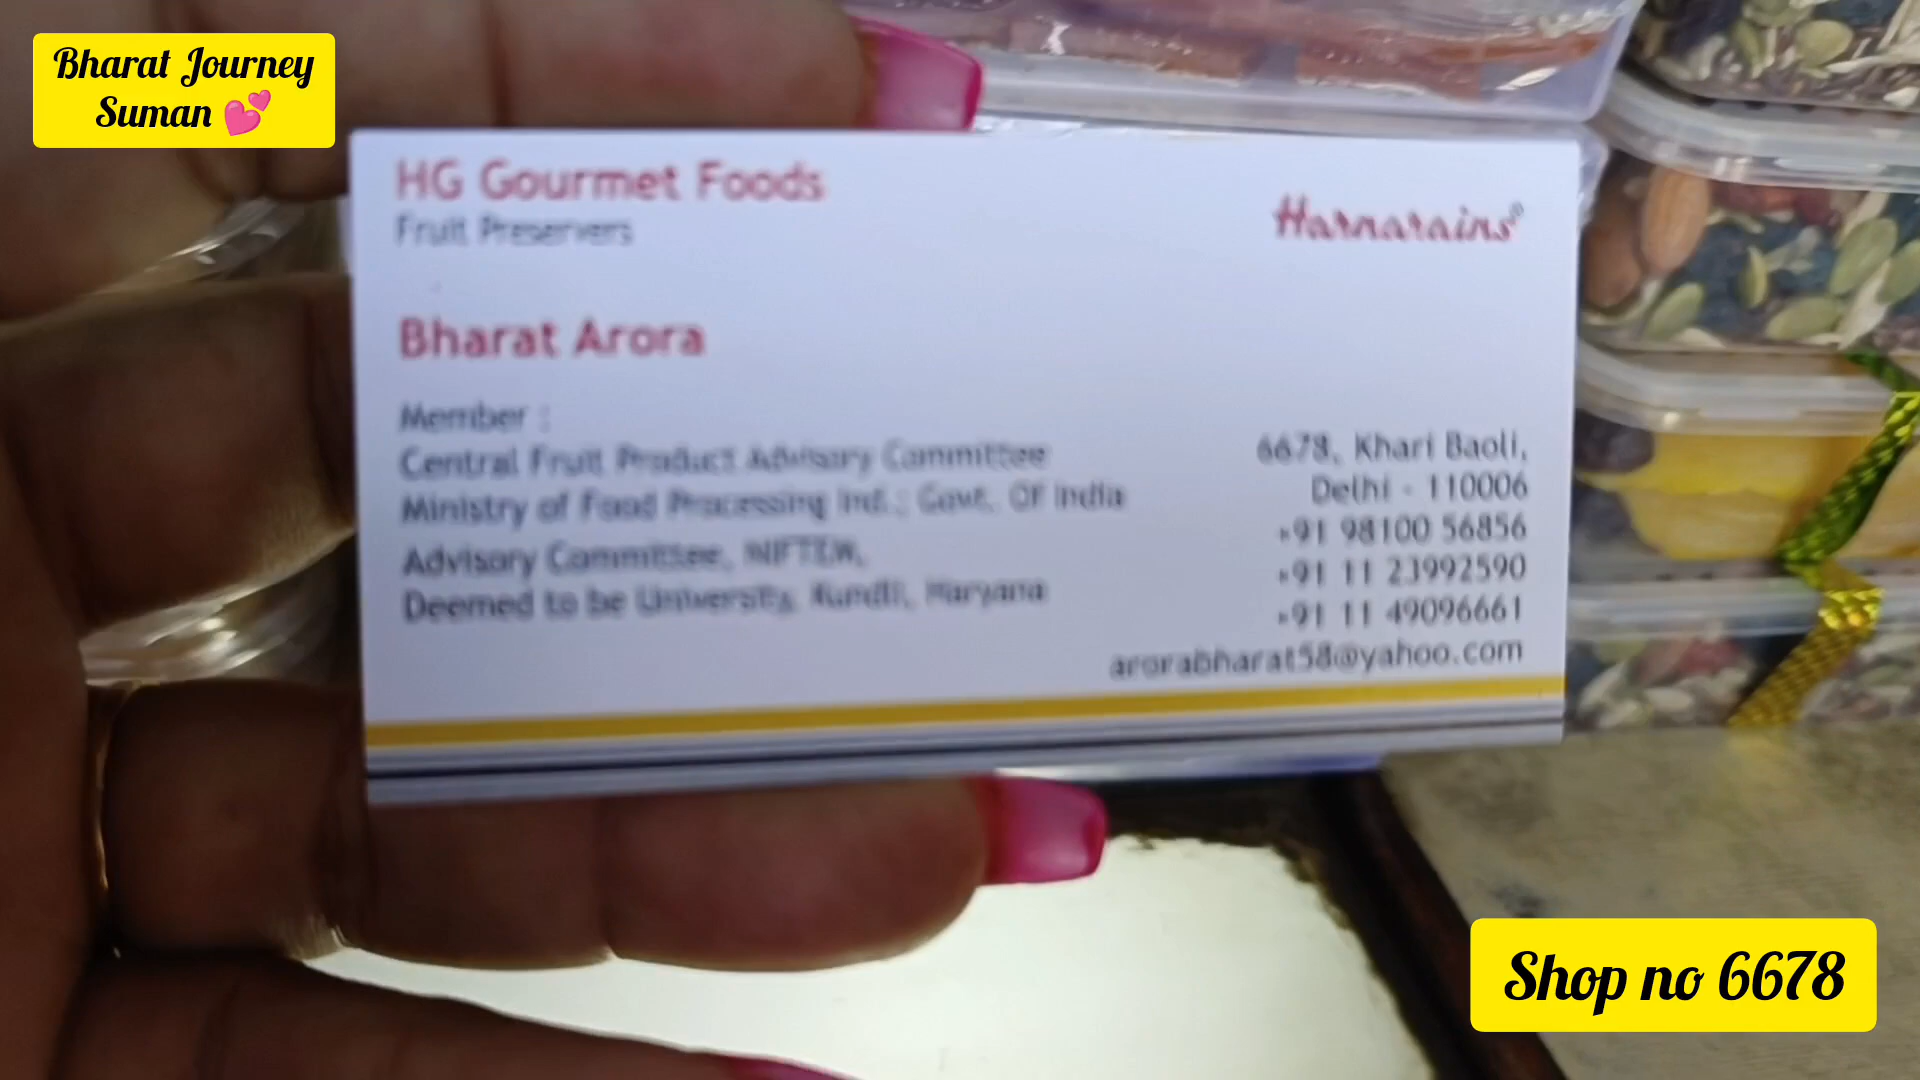 Bharat Journey
Suman 💕
HG Gourmet Foods
Fruit Preservers
Harnarains®
Bharat Arora
Member :
Central Fruit Product Advisory Committee
Ministry of Food Processing Ind.; Govt. Of India
Advisory Committee, NIFTEM,
Deemed to be University, Kundli, Haryana
6678, Khari Baoli,
Delhi - 110006
+91 98100 56856
+91 11 23992590
+91 11 49096661
arorabharat58@yahoo.com
Shop no 6678